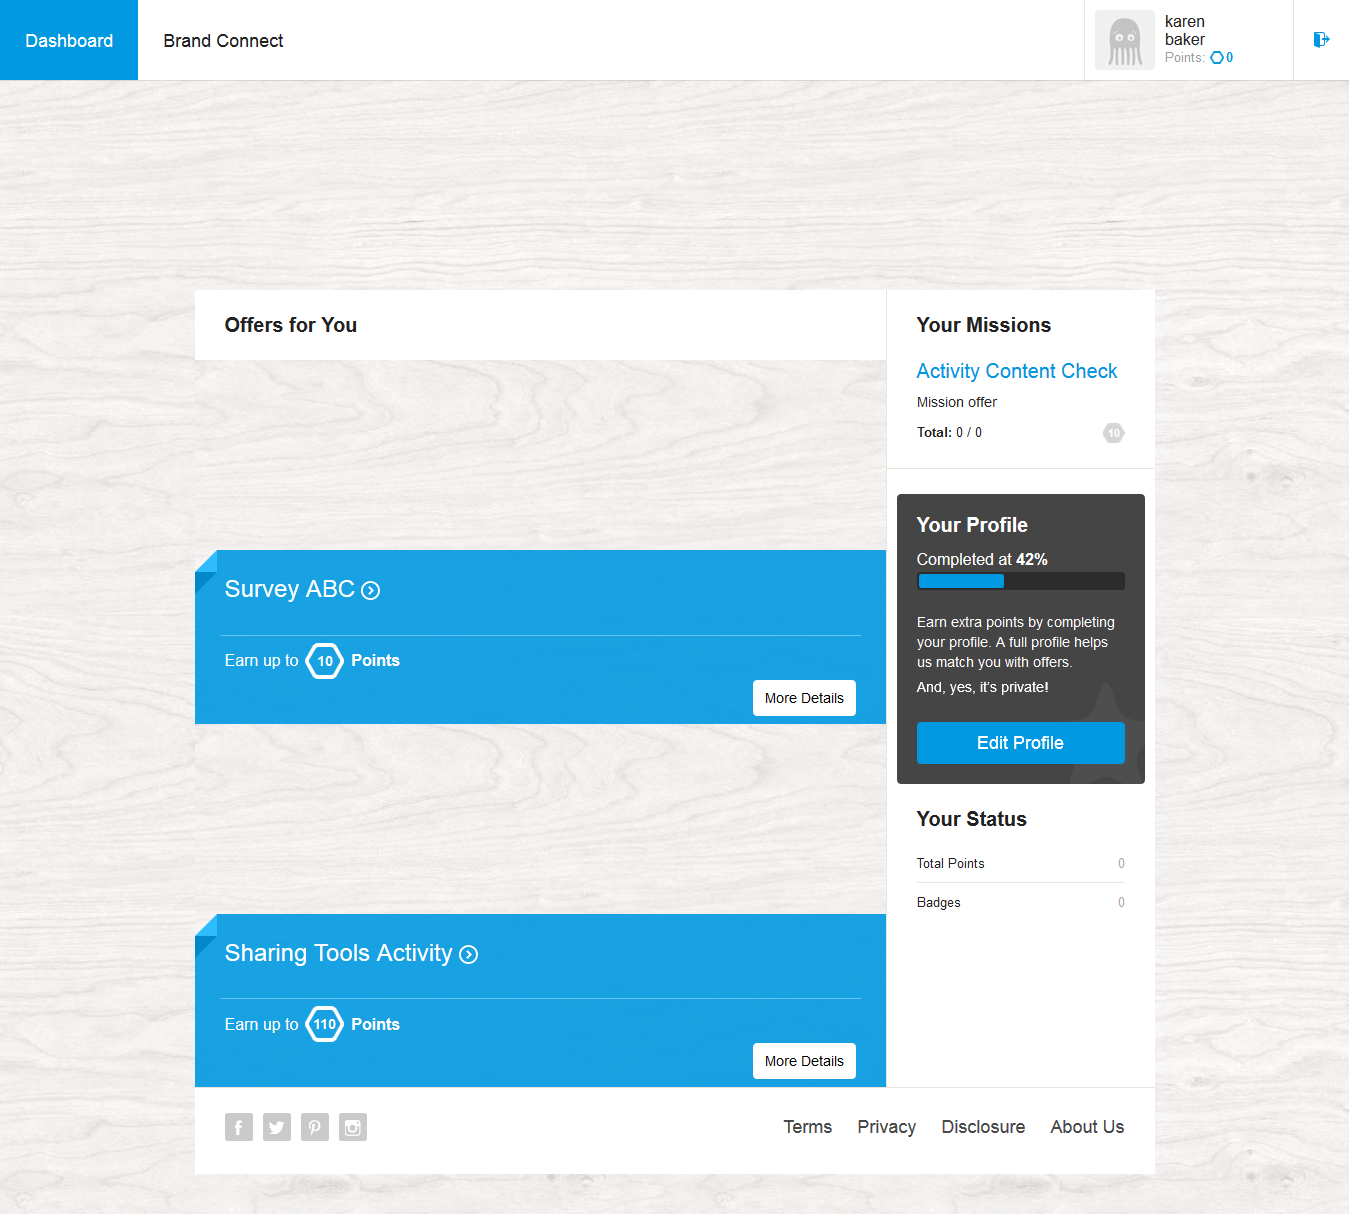 Dashboard
Brand Connect
karen
baker
Points: 0
Offers for You
Survey ABC
Earn up to 10 Points
More Details
Sharing Tools Activity
Earn up to 110 Points
More Details
Your Missions
Activity Content Check
Mission offer
Total: 0 / 0
10
Your Profile
Completed at 42%
Earn extra points by completing
your profile. A full profile helps
us match you with offers.
And, yes, it's private!
Edit Profile
Your Status
Total Points 0
Badges 0
Terms
Privacy
Disclosure
About Us